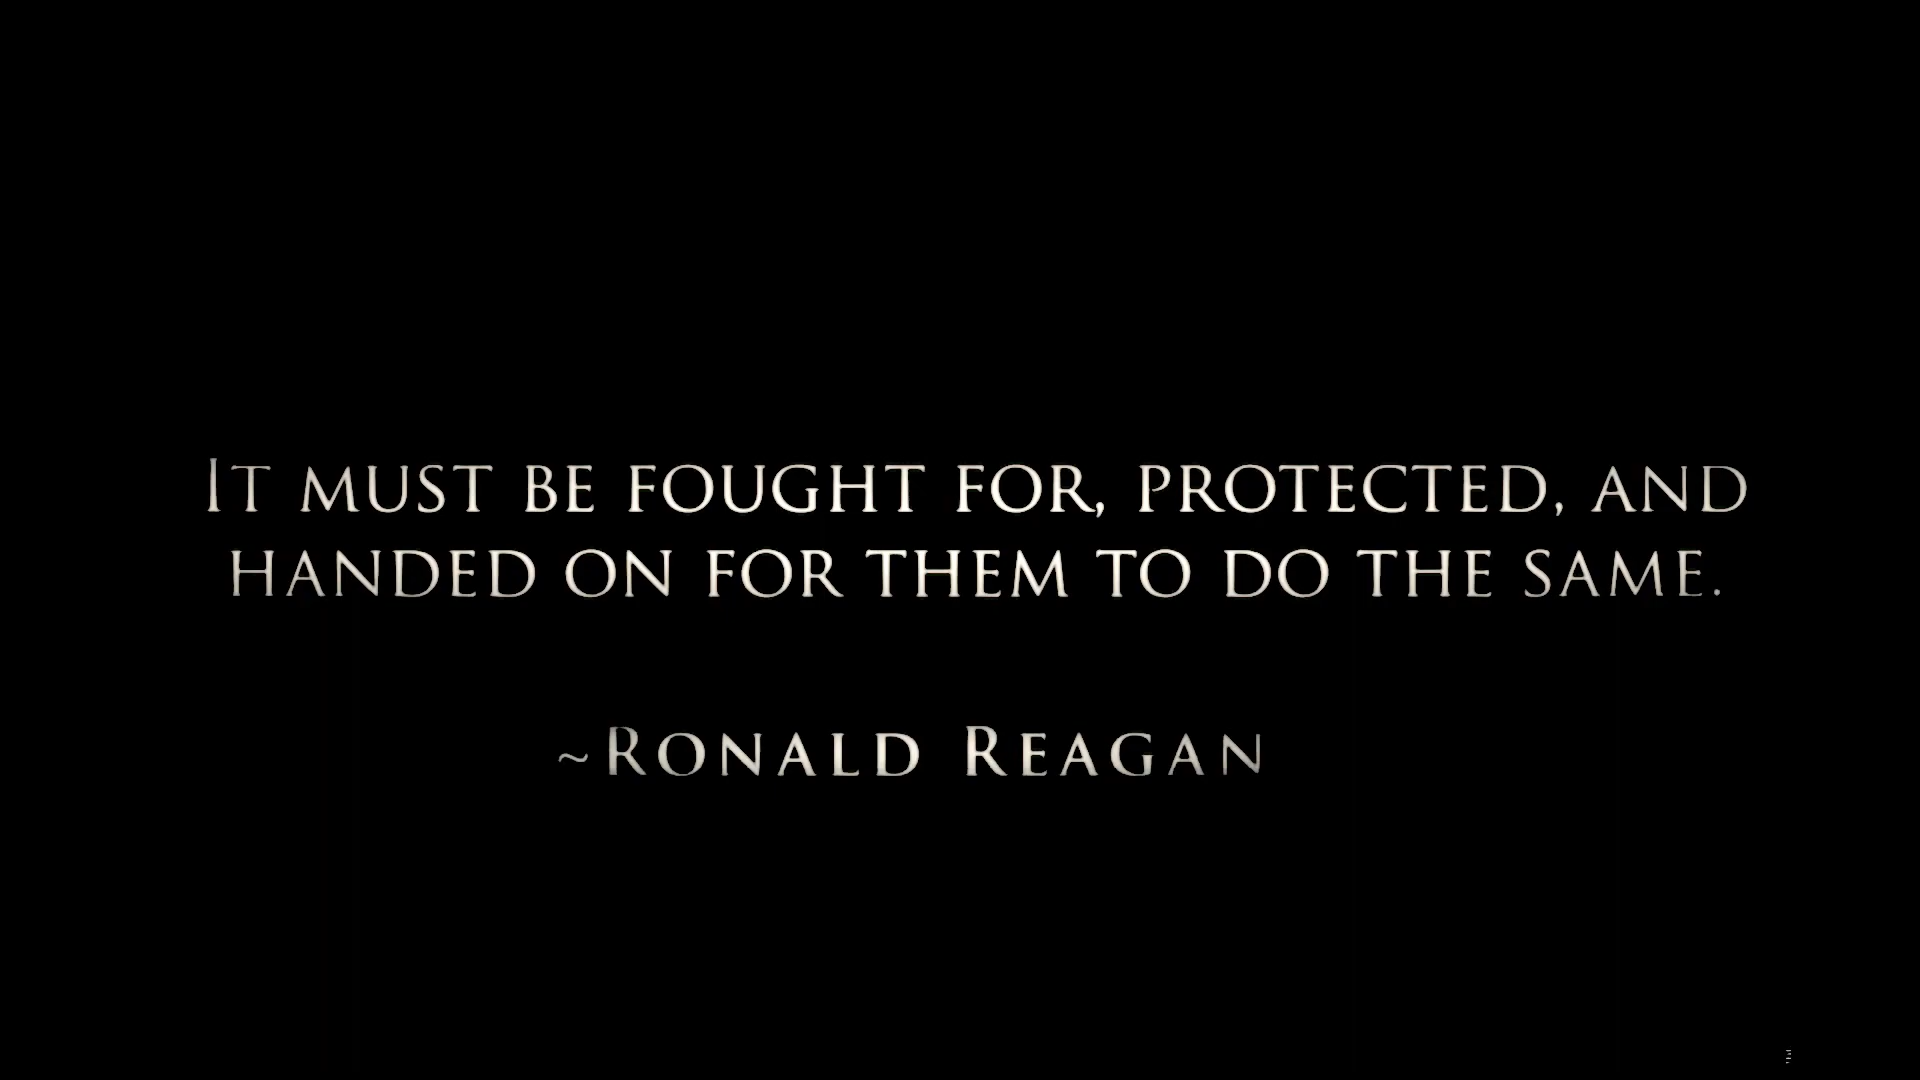 It must be fought for, protected, and
handed on for them to do the same.
~Ronald Reagan